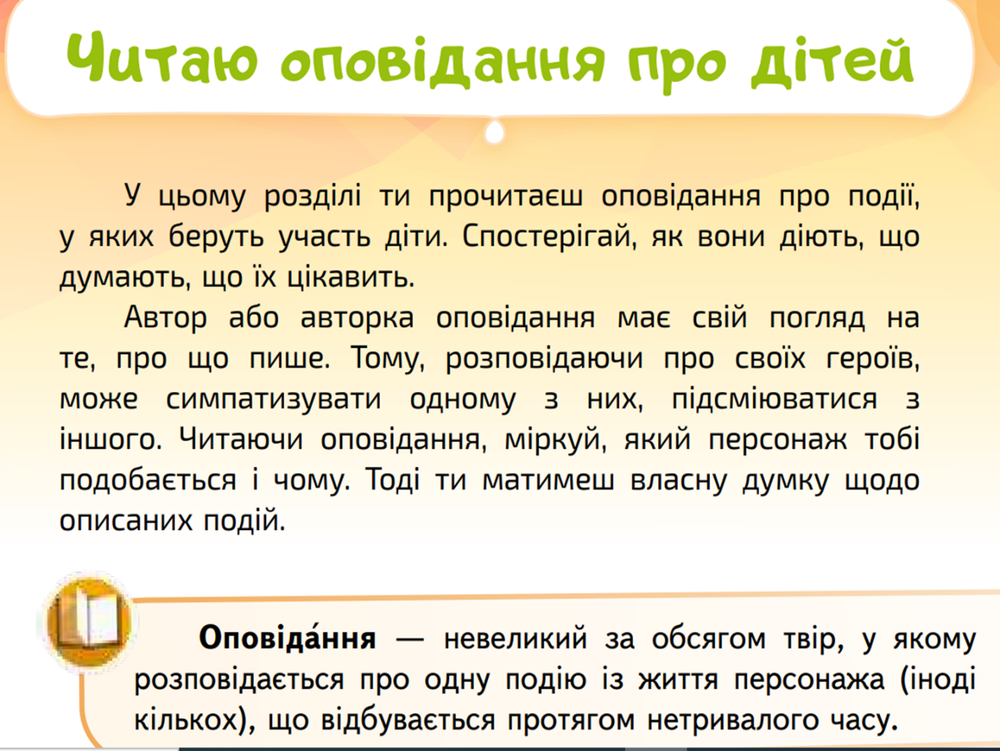 Читаю оповідання про дітей
У цьому розділі ти прочитаєш оповідання про події,
у яких беруть участь діти. Спостерігай, як вони діють, що
думають, що їх цікавить.
Автор або авторка оповідання має свій погляд на
те, про що пише. Тому, розповідаючи про своїх героїв,
може симпатизувати одному з них, підсміюватися з
іншого. Читаючи оповідання, міркуй, який персонаж тобі
подобається і чому. Тоді ти матимеш власну думку щодо
описаних подій.
Оповіда́ння — невеликий за обсягом твір, у якому
розповідається про одну подію із життя персонажа (іноді
кількох), що відбувається протягом нетривалого часу.